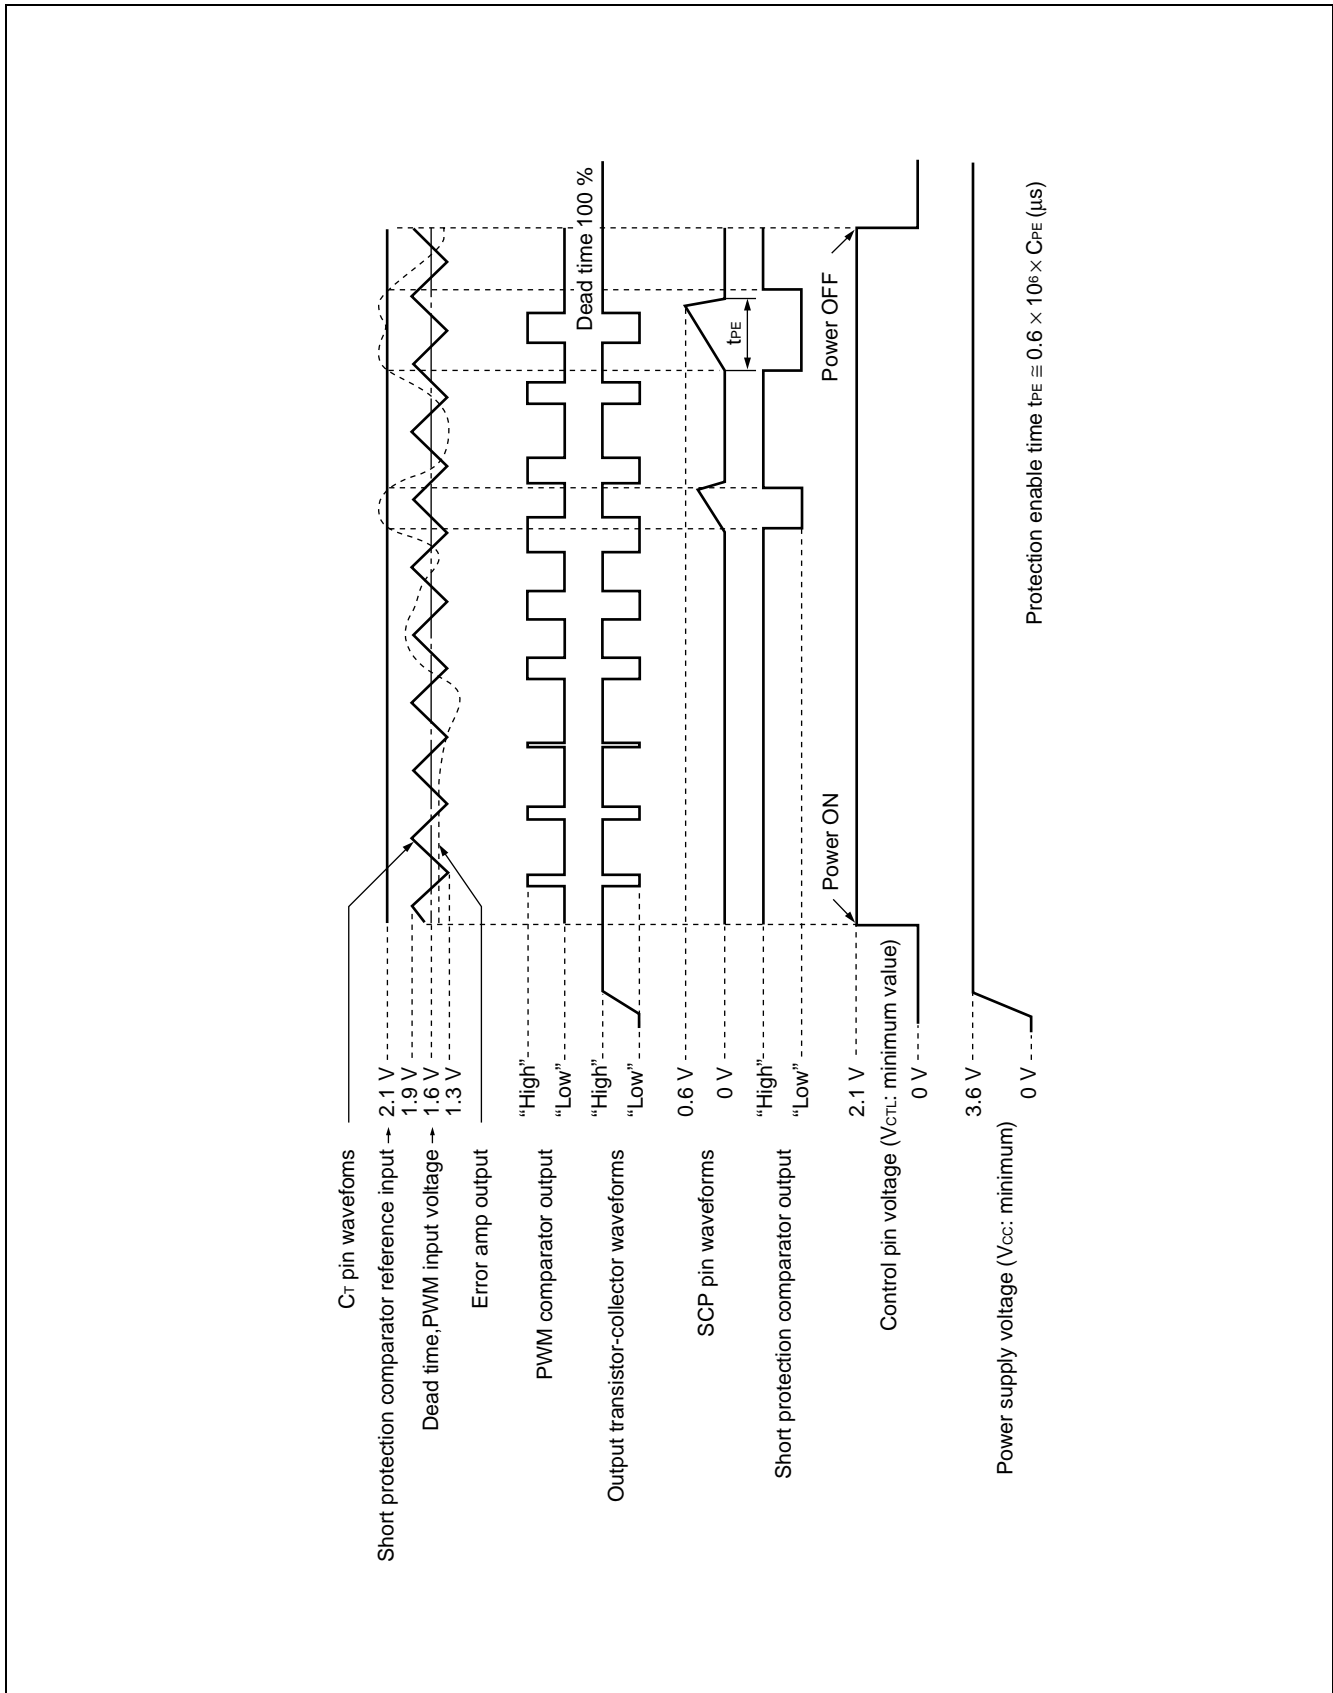 CT pin wavefoms
Short protection comparator reference input → 2.1 V
1.9 V
Dead time,PWM input voltage → 1.6 V
1.3 V
Error amp output
PWM comparator output
“High”
“Low”
Output transistor-collector waveforms
“High”
“Low”
Dead time 100 %
SCP pin waveforms
0.6 V
0 V
tPE
Short protection comparator output
“High”
“Low”
Power ON
Power OFF
2.1 V
Control pin voltage (VCTL: minimum value)
0 V
3.6 V
Power supply voltage (VCC: minimum)
0 V
Protection enable time tPE ≅ 0.6 × 10⁶ × CPE (µs)